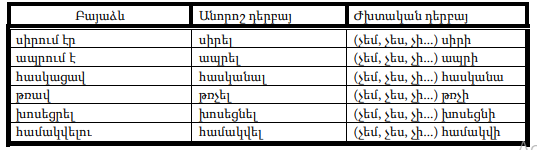 Բայաձև Անորոշ դերբայ Ժխտական դերբայ
սիրում էր սիրել (չեմ, չես, չի...) սիրի
ապրում է ապրել (չեմ, չես, չի...) ապրի
հասկացավ հասկանալ (չեմ, չես, չի...) հասկանա
թռավ թռչել (չեմ, չես, չի...) թռչի
խոսեցրել խոսեցնել (չեմ, չես, չի...) խոսեցնի
համակվելու համակվել (չեմ, չես, չի...) համակվի